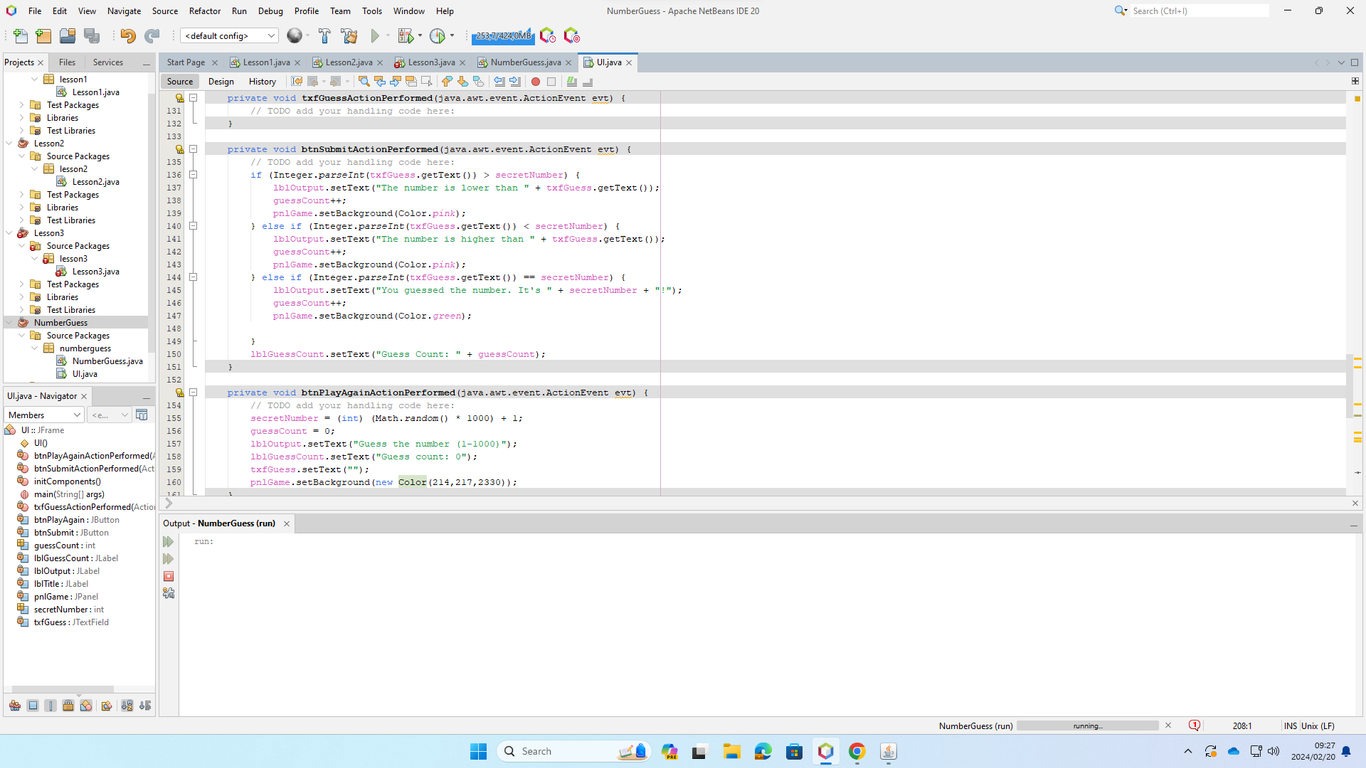 File Edit View Navigate Source Refactor Run Debug Profile Team Tools Window Help
NumberGuess - Apache NetBeans IDE 20
Search (Ctrl+I)
<default config>
253.7/424.0MB
Projects Files Services
Start Page Lesson1.java Lesson2.java Lesson3.java NumberGuess.java UI.java
Source Design History
lesson1
Lesson1.java
Test Packages
Libraries
Test Libraries
Lesson2
Source Packages
lesson2
Lesson2.java
Test Packages
Libraries
Test Libraries
Lesson3
Source Packages
lesson3
Lesson3.java
Test Packages
Libraries
Test Libraries
NumberGuess
Source Packages
numberguess
NumberGuess.java
UI.java
private void txfGuessActionPerformed(java.awt.event.ActionEvent evt) {
131 // TODO add your handling code here:
132 }
133
private void btnSubmitActionPerformed(java.awt.event.ActionEvent evt) {
135 // TODO add your handling code here:
136 if (Integer.parseInt(txfGuess.getText()) > secretNumber) {
137 lblOutput.setText("The number is lower than " + txfGuess.getText());
138 guessCount++;
139 pnlGame.setBackground(Color.pink);
140 } else if (Integer.parseInt(txfGuess.getText()) < secretNumber) {
141 lblOutput.setText("The number is higher than " + txfGuess.getText());
142 guessCount++;
143 pnlGame.setBackground(Color.pink);
144 } else if (Integer.parseInt(txfGuess.getText()) == secretNumber) {
145 lblOutput.setText("You guessed the number. It's " + secretNumber + "!");
146 guessCount++;
147 pnlGame.setBackground(Color.green);
148
149 }
150 lblGuessCount.setText("Guess Count: " + guessCount);
151 }
152
private void btnPlayAgainActionPerformed(java.awt.event.ActionEvent evt) {
154 // TODO add your handling code here:
155 secretNumber = (int) (Math.random() * 1000) + 1;
156 guessCount = 0;
157 lblOutput.setText("Guess the number (1-1000)");
158 lblGuessCount.setText("Guess count: 0");
159 txfGuess.setText("");
160 pnlGame.setBackground(new Color(214,217,2330));
161 }
UI.java - Navigator
Members <e...
UI :: JFrame
UI()
btnPlayAgainActionPerformed(
btnSubmitActionPerformed(Act
initComponents()
main(String[] args)
txfGuessActionPerformed(Action
btnPlayAgain : JButton
btnSubmit : JButton
guessCount : int
lblGuessCount : JLabel
lblOutput : JLabel
lblTitle : JLabel
pnlGame : JPanel
secretNumber : int
txfGuess : JTextField
Output - NumberGuess (run)
run:
NumberGuess (run) running... 208:1 INS Unix (LF)
Search
PRE
09:27
2024/02/20